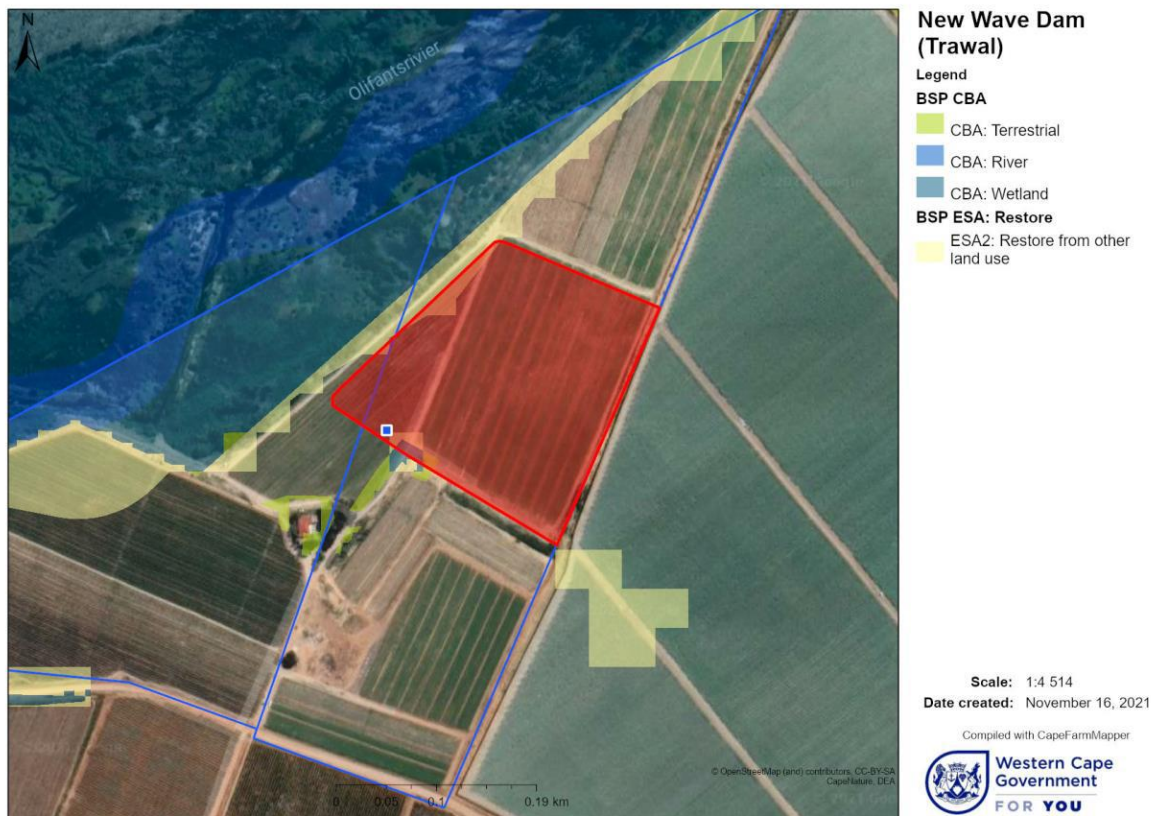 N
Olifantsrivier
0
0.05
0.1
0.19 km
© OpenStreetMap (and) contributors, CC-BY-SA
CapeNature, DEA
New Wave Dam
(Trawal)
Legend
BSP CBA
CBA: Terrestrial
CBA: River
CBA: Wetland
BSP ESA: Restore
ESA2: Restore from other
land use
Scale: 1:4 514
Date created: November 16, 2021
Compiled with CapeFarmMapper
Western Cape
Government
FOR YOU